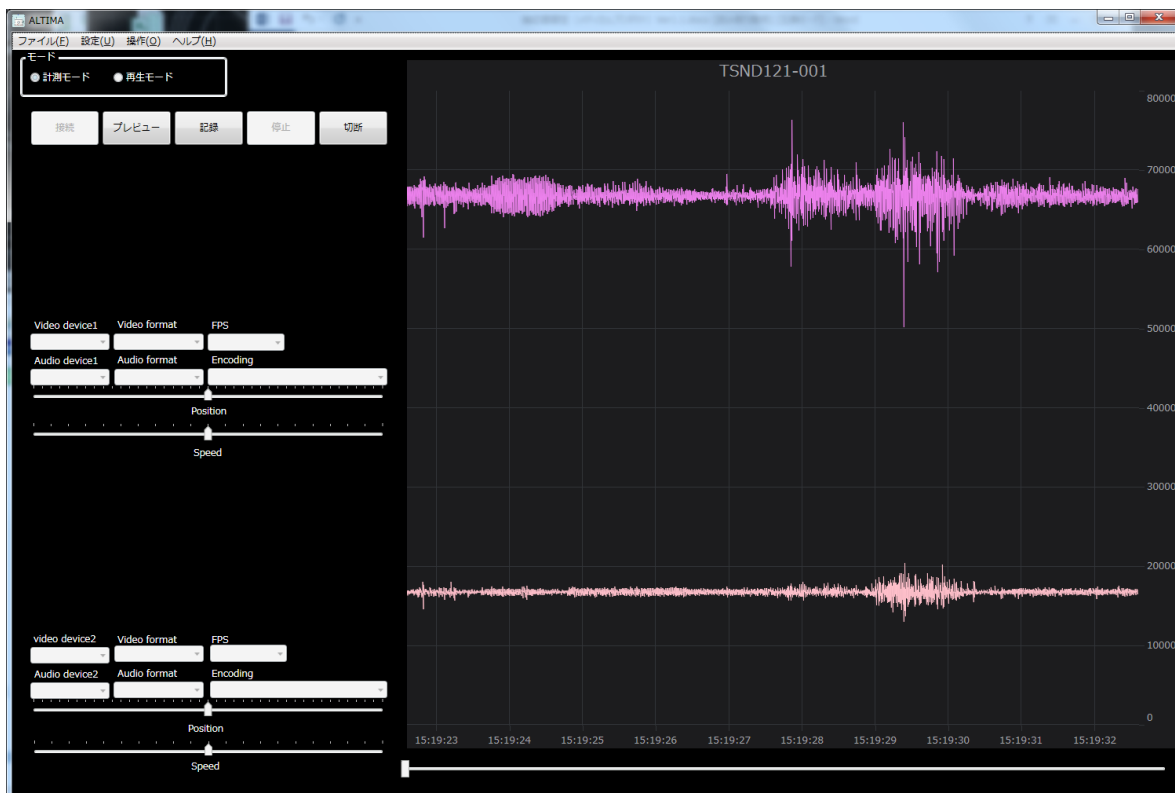 ALTIMA
ファイル(F) 設定(U) 操作(O) ヘルプ(H)
モード
計測モード 再生モード
接続 プレビュー 記録 停止 切断
Video device1 Video format FPS
Audio device1 Audio format Encoding
Position
Speed
video device2 Video format FPS
Audio device2 Audio format Encoding
Position
Speed
TSND121-001
80000
70000
60000
50000
40000
30000
20000
10000
0
15:19:23 15:19:24 15:19:25 15:19:26 15:19:27 15:19:28 15:19:29 15:19:30 15:19:31 15:19:32